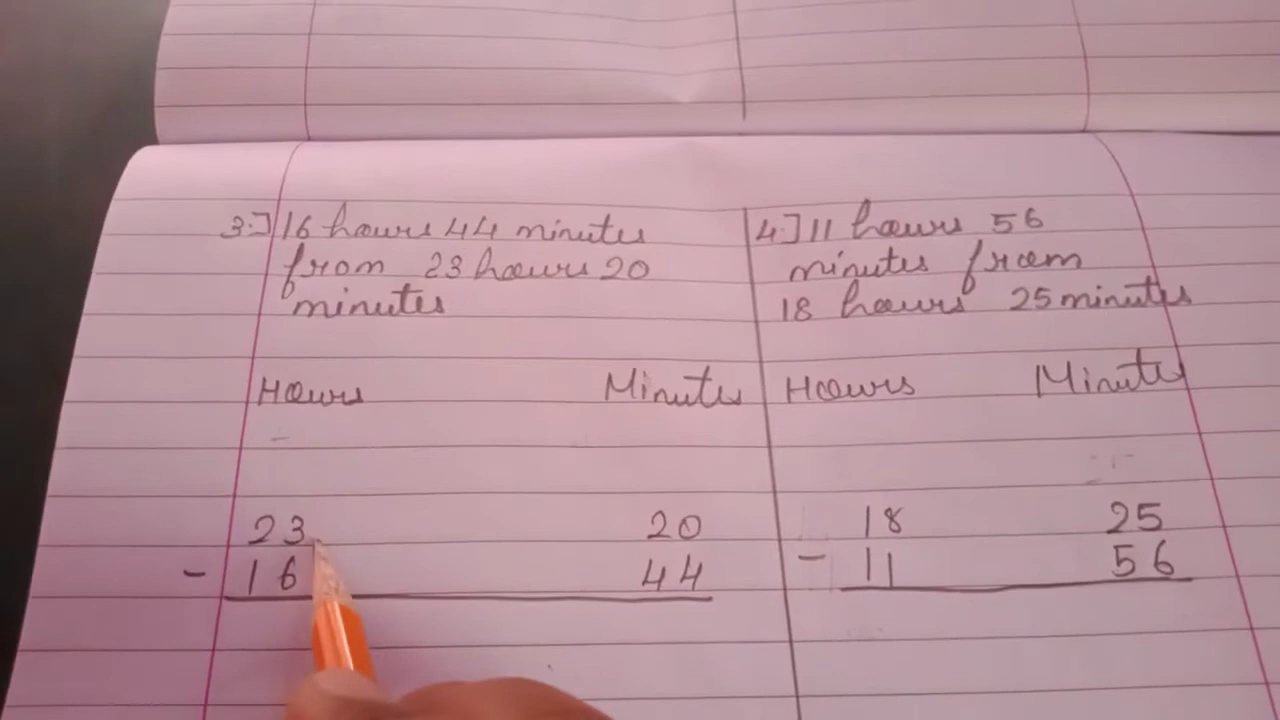 3.] 16 hours 44 minutes
from 23 hours 20
minutes
Hours Minutes
23 20
- 16 44
4.] 11 hours 56
minutes from
18 hours 25 minutes
Hours Minutes
18 25
- 11 56